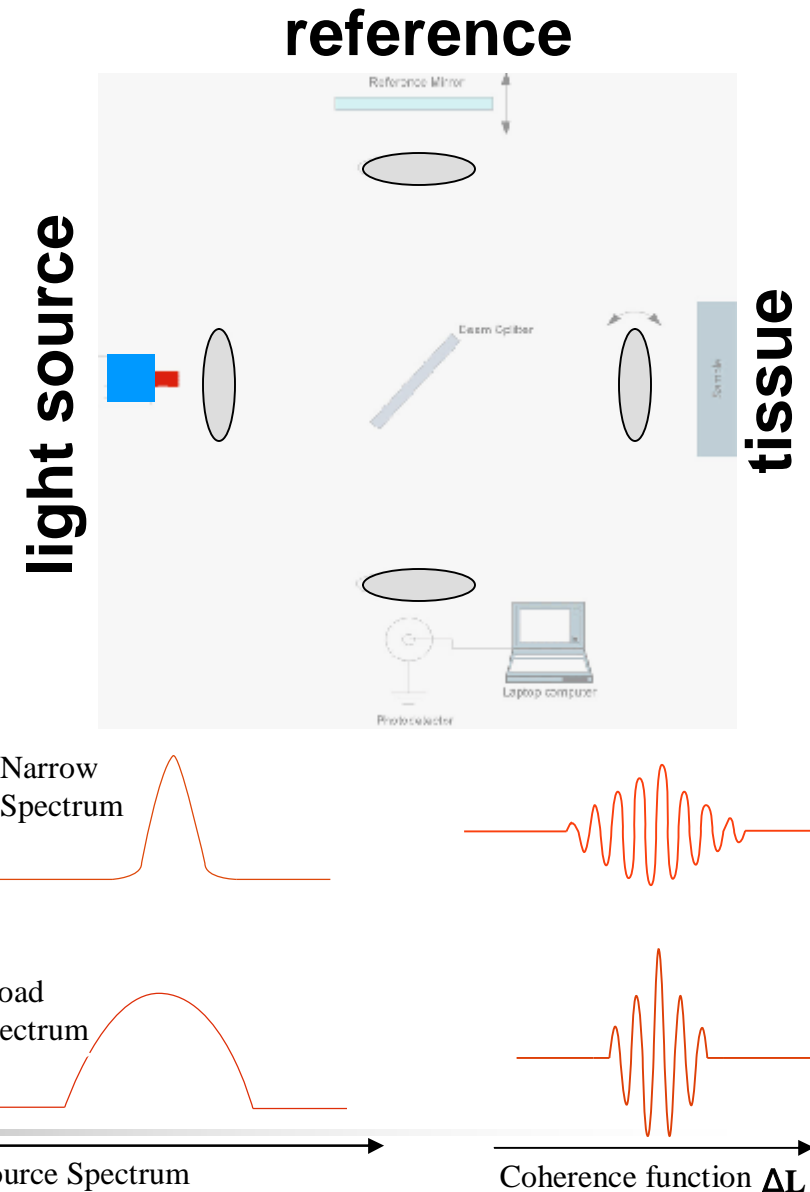 reference
Reference Mirror
light source
Beam Spliter
tissue
Sample
Laptop computer
Photodetector
Narrow
Spectrum
oad
ectrum
ource Spectrum
Coherence function ΔL